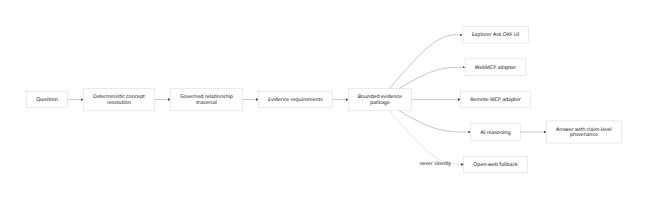 Explorer Ask OKF UI
WebMCP adapter
Question
Deterministic concept
resolution
Governed relationship
traversal
Evidence requirements
Bounded evidence
package
Remote MCP adapter
AI reasoning
Answer with claim-level
provenance
never silently
Open-web fallback